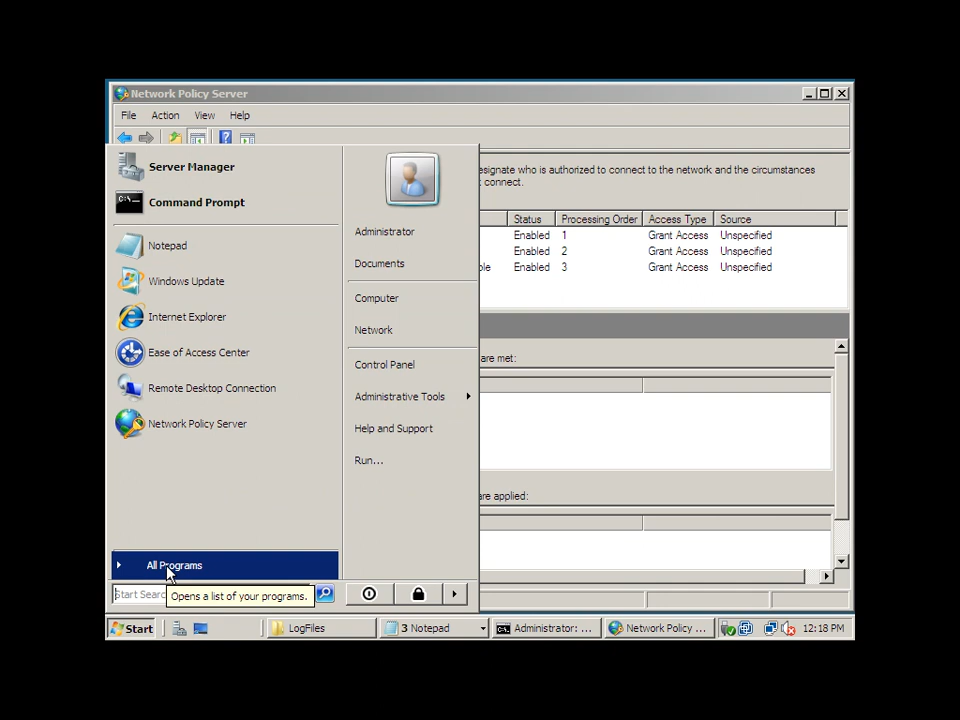 Network Policy Server
File Action View Help
Server Manager
Command Prompt
Notepad
Windows Update
Internet Explorer
Ease of Access Center
Remote Desktop Connection
Network Policy Server
All Programs
Start Searc
Opens a list of your programs.
Administrator
Documents
Computer
Network
Control Panel
Administrative Tools
Help and Support
Run...
esignate who is authorized to connect to the network and the circumstances
t connect.
Status Processing Order Access Type Source
Enabled 1 Grant Access Unspecified
Enabled 2 Grant Access Unspecified
ble Enabled 3 Grant Access Unspecified
are met:
are applied:
Start LogFiles 3 Notepad Administrator: ... Network Policy ... 12:18 PM